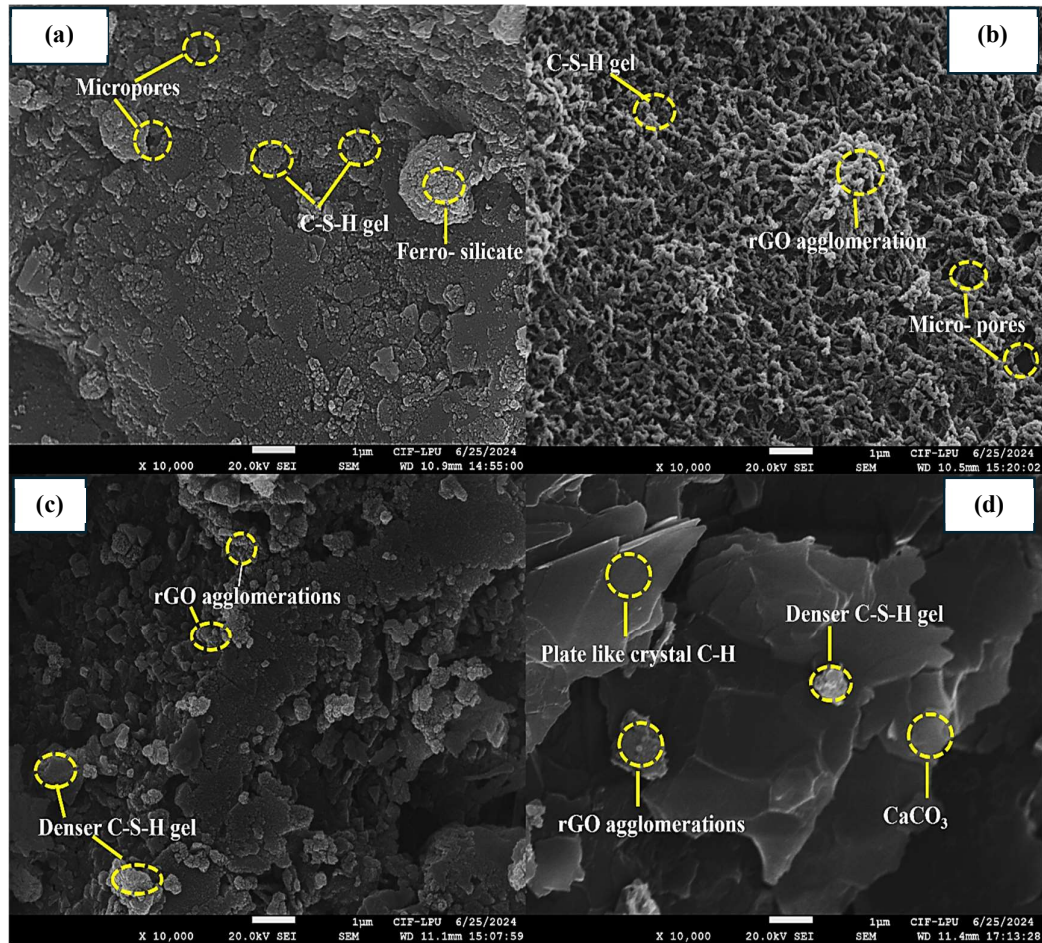 (a)
Micropores
C-S-H gel
Ferro- silicate
1µm CIF-LPU 6/25/2024
X 10,000 20.0kV SEI SEM WD 10.9mm 14:55:00
(b)
C-S-H gel
rGO agglomeration
Micro- pores
1µm CIF-LPU 6/25/2024
X 10,000 20.0kV SEI SEM WD 10.5mm 15:20:02
(c)
rGO agglomerations
Denser C-S-H gel
1µm CIF-LPU 6/25/2024
X 10,000 20.0kV SEI SEM WD 11.1mm 15:07:59
(d)
Denser C-S-H gel
Plate like crystal C-H
rGO agglomerations
CaCO₃
1µm CIF-LPU 6/25/2024
X 10,000 20.0kV SEI SEM WD 11.4mm 17:13:28